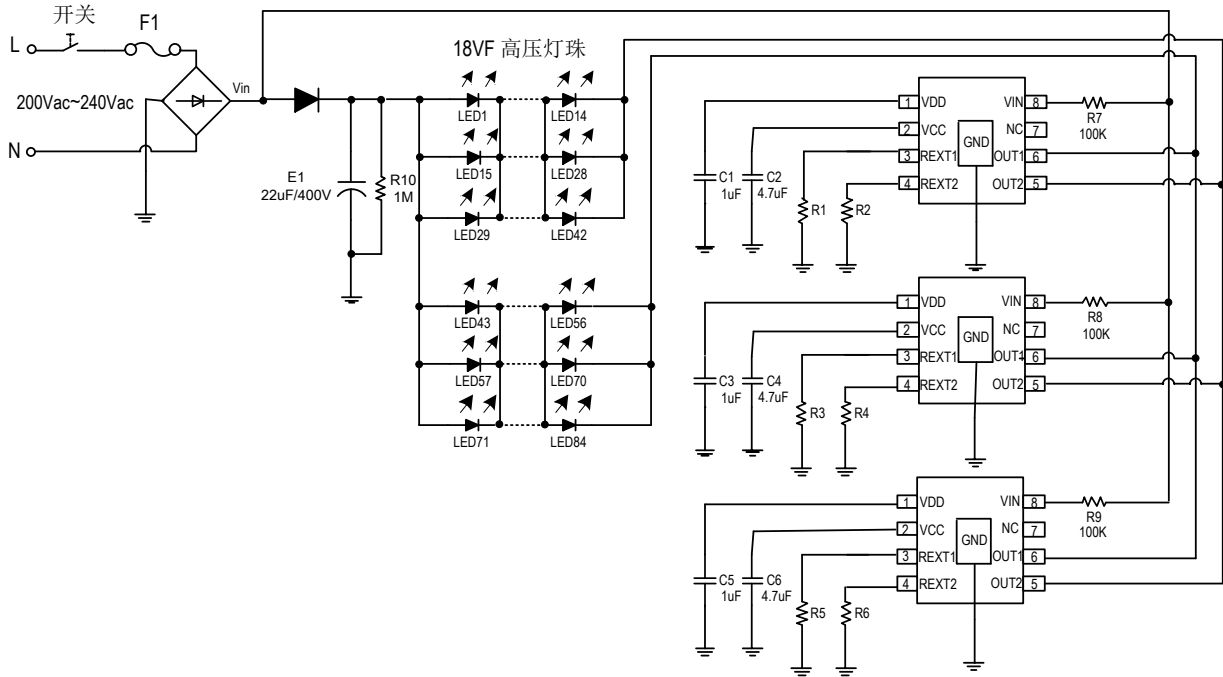 开关
F1
L
18VF 高压灯珠
200Vac~240Vac
Vin
N
E1
22uF/400V
R10
1M
LED1
LED14
LED15
LED28
LED29
LED42
LED43
LED56
LED57
LED70
LED71
LED84
1 VDD
VIN 8
2 VCC
NC 7
GND
3 REXT1
OUT1 6
4 REXT2
OUT2 5
R7
100K
C1
1uF
C2
4.7uF
R1
R2
1 VDD
VIN 8
2 VCC
NC 7
GND
3 REXT1
OUT1 6
4 REXT2
OUT2 5
R8
100K
C3
1uF
C4
4.7uF
R3
R4
1 VDD
VIN 8
2 VCC
NC 7
GND
3 REXT1
OUT1 6
4 REXT2
OUT2 5
R9
100K
C5
1uF
C6
4.7uF
R5
R6